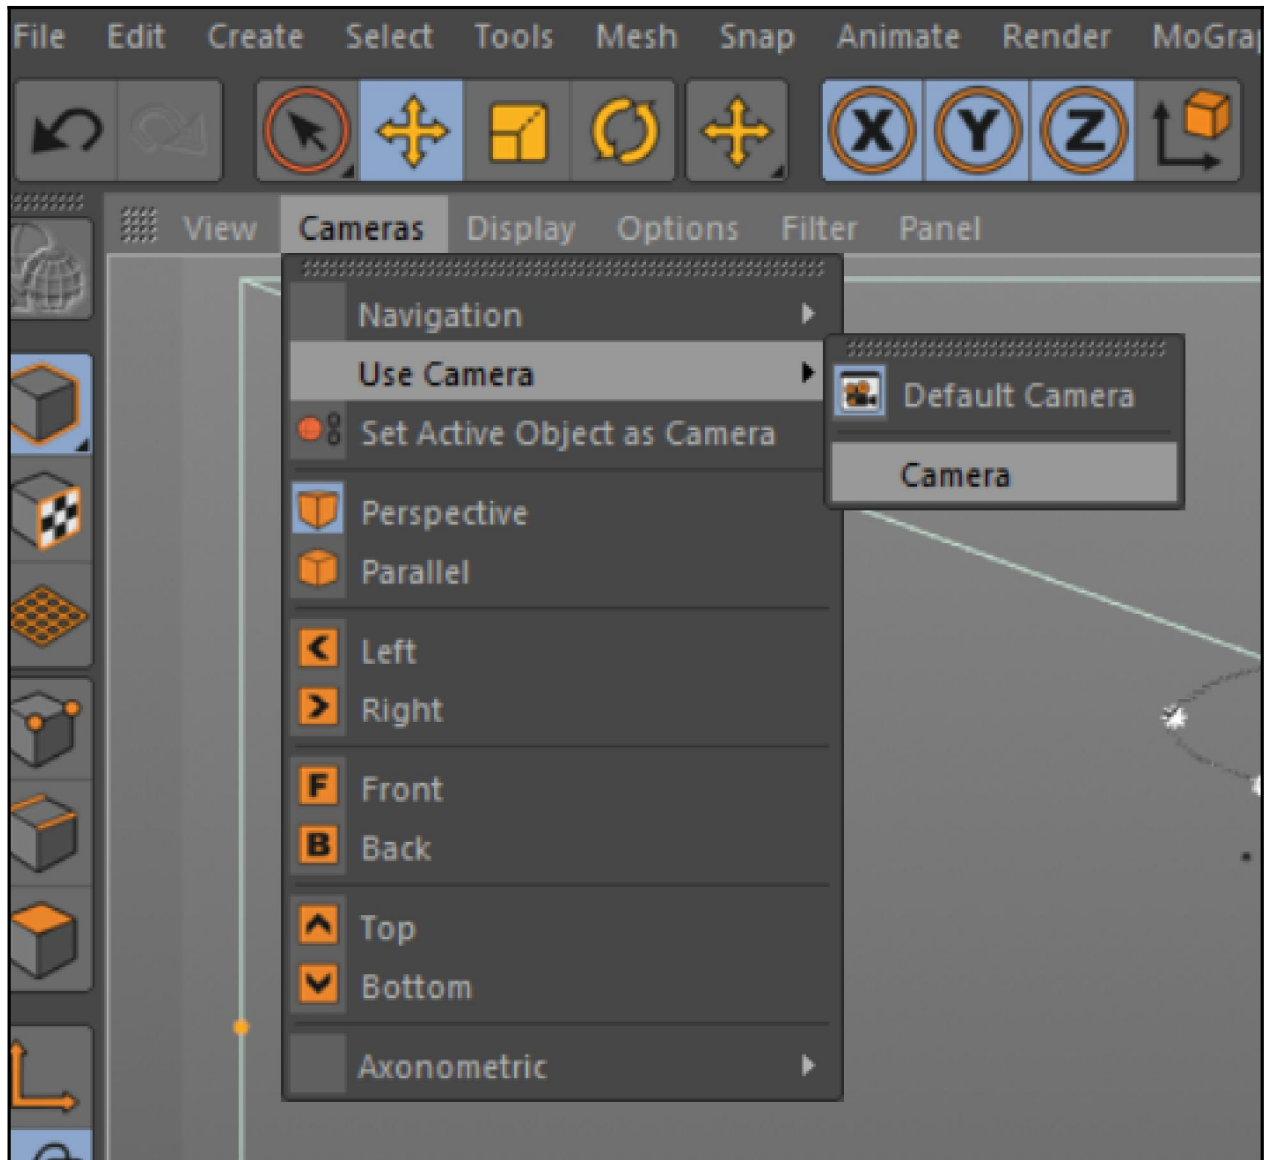 File Edit Create Select Tools Mesh Snap Animate Render
X Y Z
View Cameras Display Options Filter Panel
Navigation
Use Camera
Default Camera
Set Active Object as Camera
Camera
Perspective
Parallel
Left
Right
F Front
B Back
Top
Bottom
Axonometric